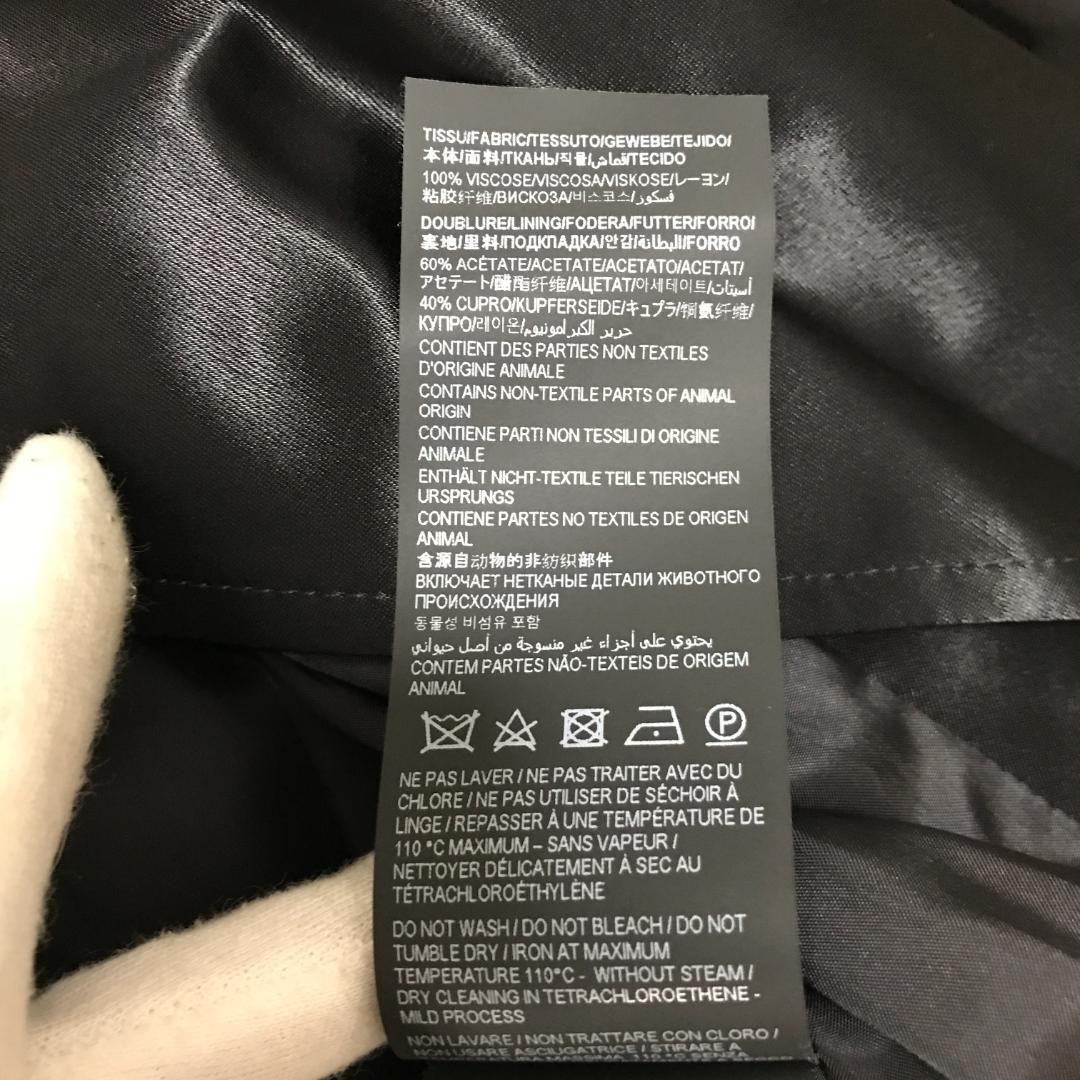 TISSU/FABRIC/TESSUTO/GEWEBE/TEJIDO/
本体/面料/ТКАНЬ/직물/قماش/TECIDO
100% VISCOSE/VISCOSA/VISKOSE/レーヨン/
粘胶纤维/ВИСКОЗА/비스코스/فسكوز
DOUBLURE/LINING/FODERA/FUTTER/FORRO/
裏地/里料/ПОДКЛАДКА/안감/البطانة/FORRO
60% ACÉTATE/ACETATE/ACETATO/ACETAT/
アセテート/醋酯纤维/АЦЕТАТ/아세테이트/أسيتات
40% CUPRO/KUPFERSEIDE/キュプラ/铜氨纤维/
КУПРО/레이온/حرير الكبرامونيوم
CONTIENT DES PARTIES NON TEXTILES
D'ORIGINE ANIMALE
CONTAINS NON-TEXTILE PARTS OF ANIMAL
ORIGIN
CONTIENE PARTI NON TESSILI DI ORIGINE
ANIMALE
ENTHÄLT NICHT-TEXTILE TEILE TIERISCHEN
URSPRUNGS
CONTIENE PARTES NO TEXTILES DE ORIGEN
ANIMAL
含源自动物的非纺织部件
ВКЛЮЧАЕТ НЕТКАНЫЕ ДЕТАЛИ ЖИВОТНОГО
ПРОИСХОЖДЕНИЯ
동물성 비섬유 포함
يحتوي على أجزاء غير منسوجة من أصل حيواني
CONTEM PARTES NÃO-TEXTEIS DE ORIGEM
ANIMAL
P
NE PAS LAVER / NE PAS TRAITER AVEC DU
CHLORE / NE PAS UTILISER DE SÉCHOIR À
LINGE / REPASSER À UNE TEMPÉRATURE DE
110 °C MAXIMUM – SANS VAPEUR /
NETTOYER DÉLICATEMENT À SEC AU
TÉTRACHLOROÉTHYLÈNE
DO NOT WASH / DO NOT BLEACH / DO NOT
TUMBLE DRY / IRON AT MAXIMUM
TEMPERATURE 110°C - WITHOUT STEAM /
DRY CLEANING IN TETRACHLOROETHENE -
MILD PROCESS
NON LAVARE / NON TRATTARE CON CLORO /
NON USARE ASCIUGATRICE / STIRARE A
MASSIMA 110 °C SENZA